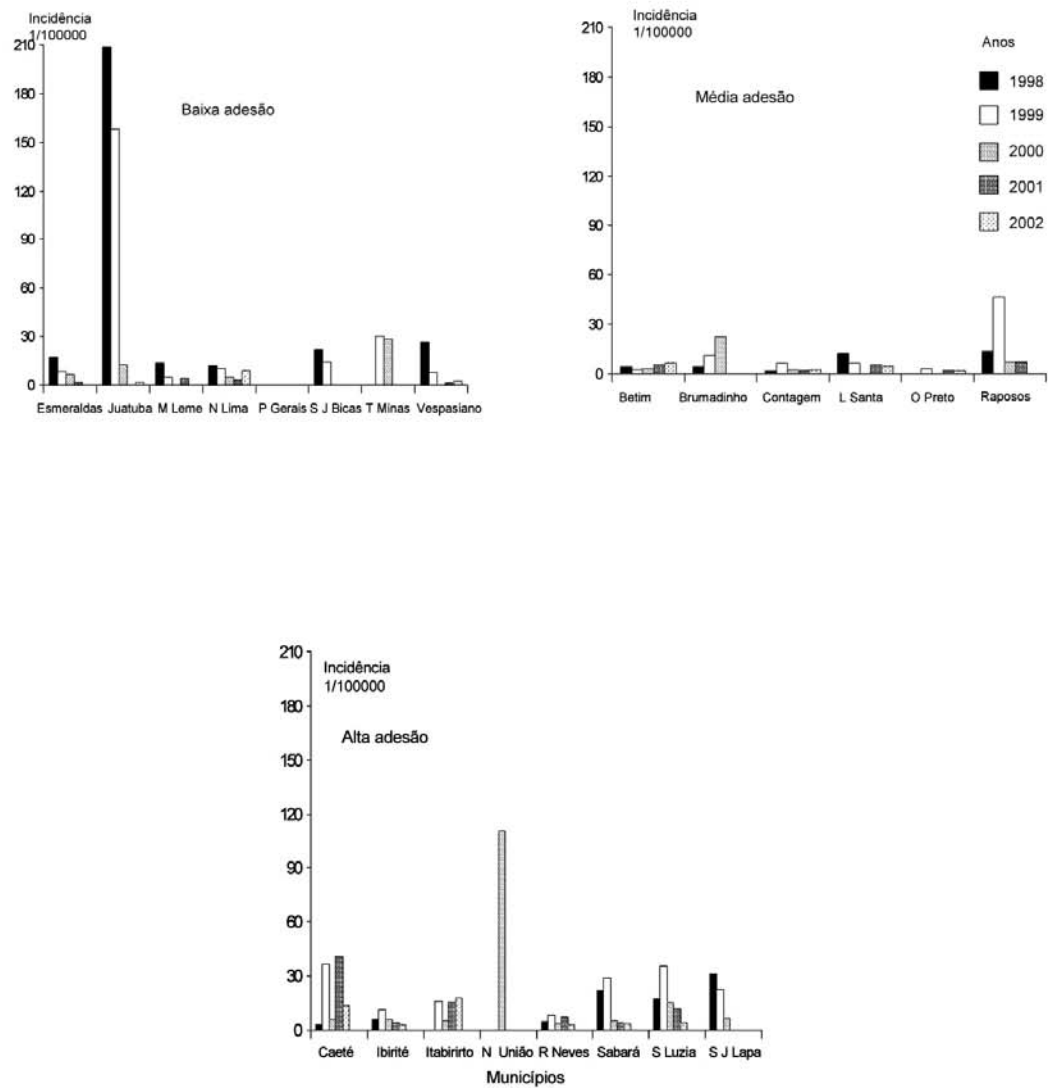 Incidência
1/100000
210
180
150
120
90
60
30
0
Baixa adesão
Esmeraldas Juatuba M Leme N Lima P Gerais S J Bicas T Minas Vespasiano
Incidência
1/100000
210
180
150
120
90
60
30
0
Média adesão
Betim Brumadinho Contagem L Santa O Preto Raposos
Anos
1998
1999
2000
2001
2002
210
180
150
120
90
60
30
0
Incidência
1/100000
Alta adesão
Caeté Ibirité Itabirirto N União R Neves Sabará S Luzia S J Lapa
Municípios